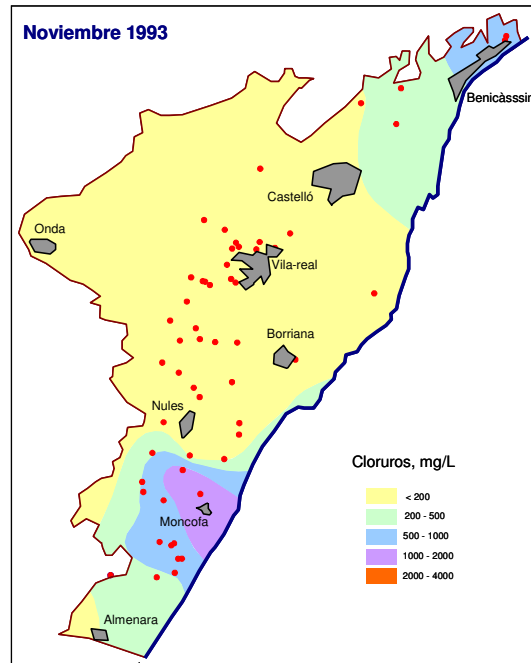 Noviembre 1993
Benicàsssim
Castelló
Onda
Vila-real
Borriana
Nules
Cloruros, mg/L
< 200
200 - 500
500 - 1000
1000 - 2000
2000 - 4000
Moncofa
Almenara